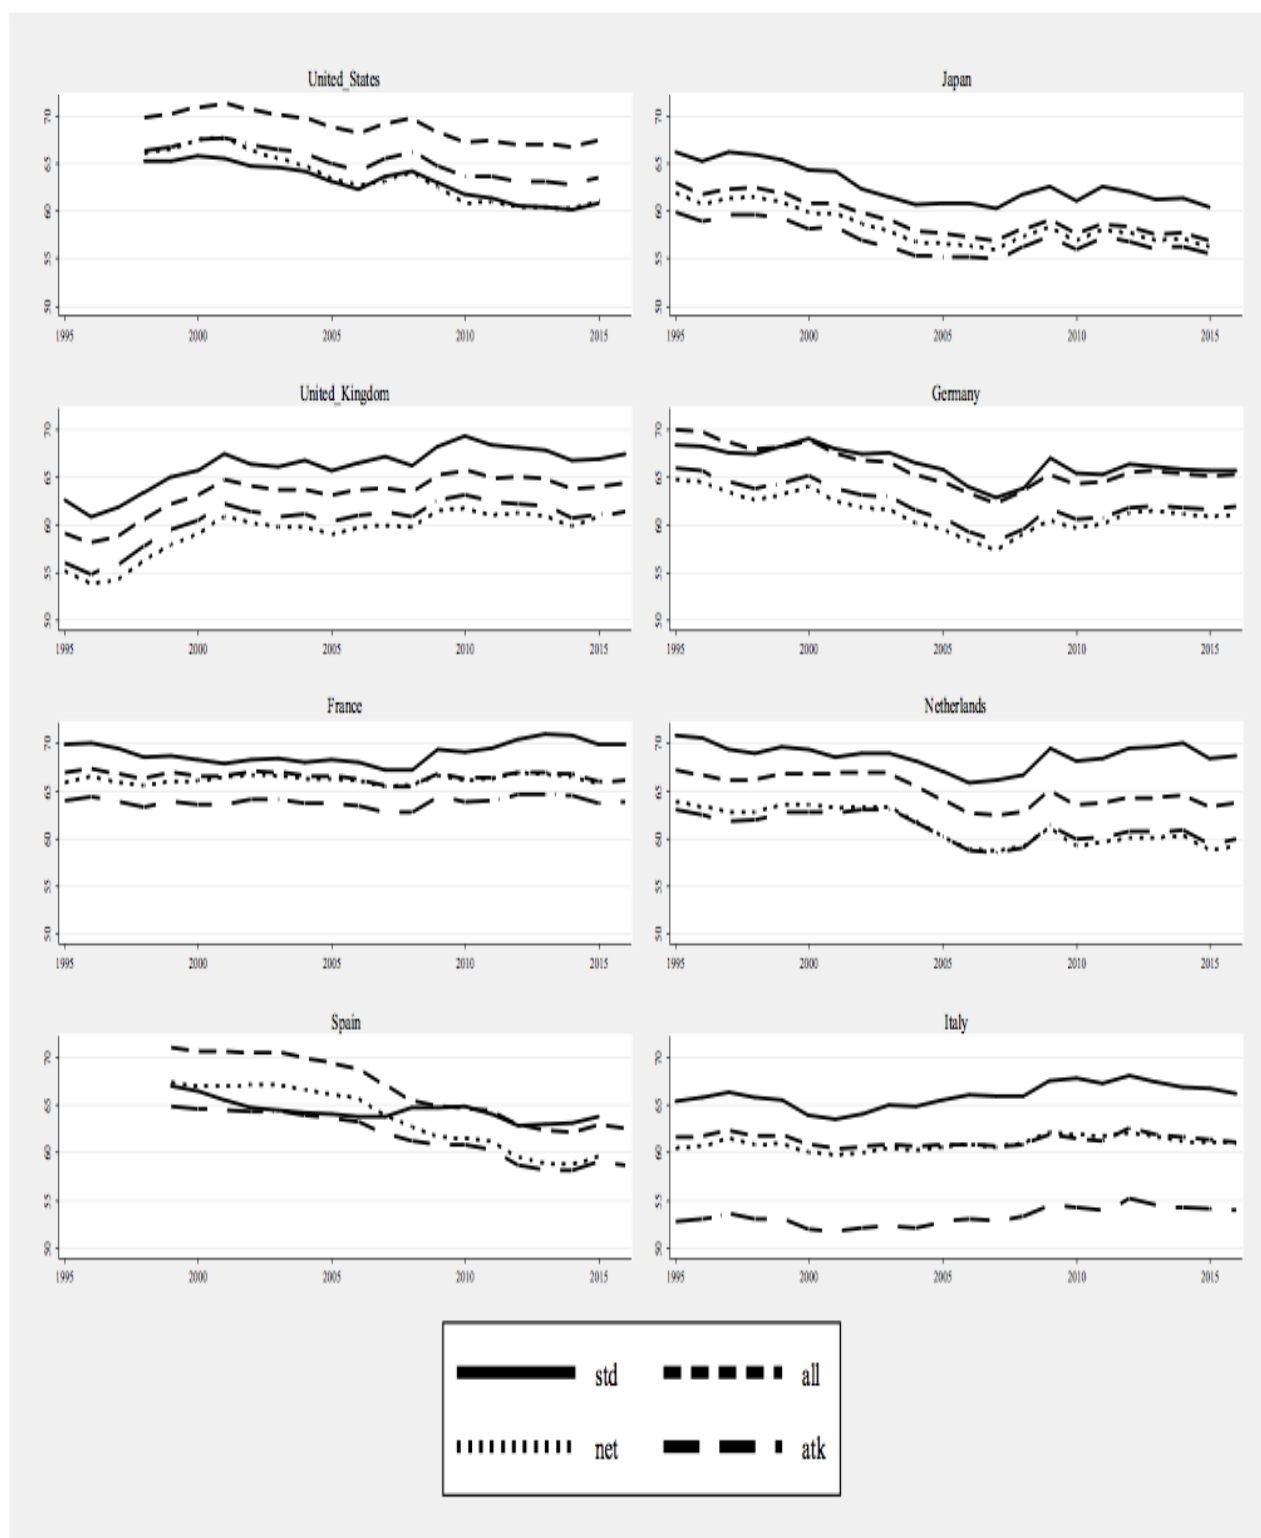 United_States Japan
70 70
65 65
60 60
55 55
50 50
1995 2000 2005 2010 2015 1995 2000 2005 2010 2015
United_Kingdom Germany
70 70
65 65
60 60
55 55
50 50
1995 2000 2005 2010 2015 1995 2000 2005 2010 2015
France Netherlands
70 70
65 65
60 60
55 55
50 50
1995 2000 2005 2010 2015 1995 2000 2005 2010 2015
Spain Italy
70 70
65 65
60 60
55 55
50 50
1995 2000 2005 2010 2015 1995 2000 2005 2010 2015
std all
net atk